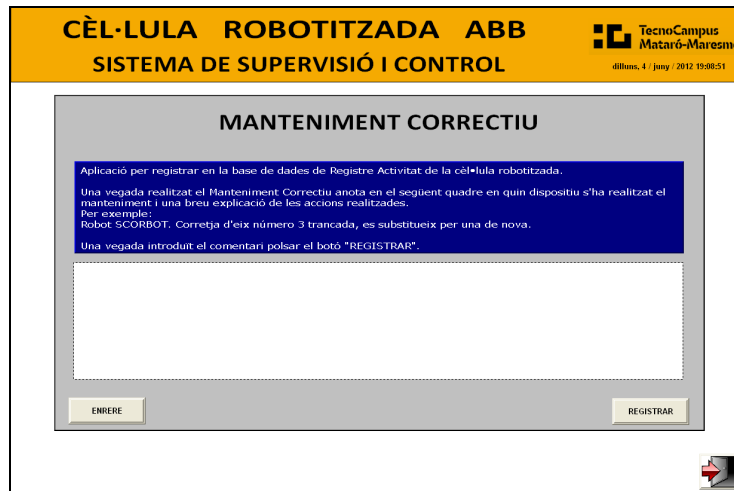 CÈL·LULA ROBOTITZADA ABB
SISTEMA DE SUPERVISIÓ I CONTROL
TecnoCampus
Mataró-Maresm
dilluns, 4 / juny / 2012 19:08:51
MANTENIMENT CORRECTIU
Aplicació per registrar en la base de dades de Registre Activitat de la cèl•lula robotitzada.
Una vegada realitzat el Manteniment Correctiu anota en el següent quadre en quin dispositiu s'ha realitzat el
manteniment i una breu explicació de les accions realitzades.
Per exemple:
Robot SCORBOT. Corretja d'eix número 3 trancada, es substitueix per una de nova.
Una vegada introduït el comentari polsar el botó "REGISTRAR".
ENRERE
REGISTRAR